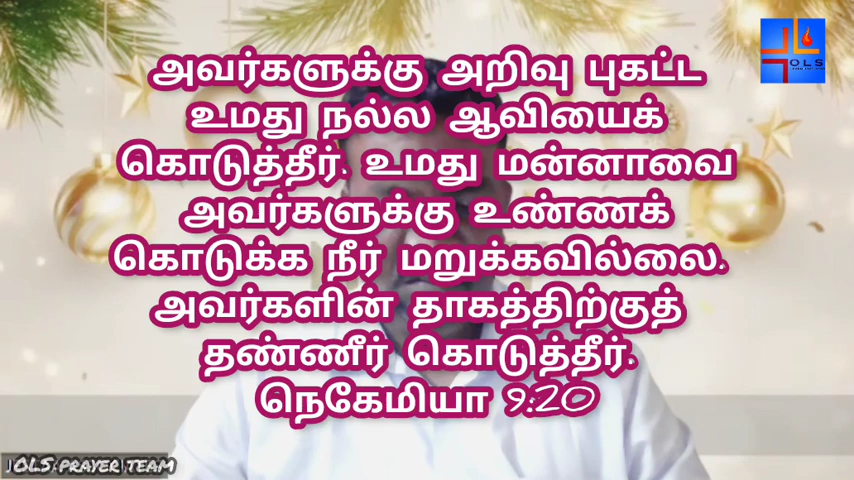 OLS
அவர்களுக்கு அறிவு புகட்ட
உமது நல்ல ஆவியைக்
கொடுத்தீர். உமது மன்னாவை
அவர்களுக்கு உண்ணக்
கொடுக்க நீர் மறுக்கவில்லை.
அவர்களின் தாகத்திற்குத்
தண்ணீர் கொடுத்தீர்.
நெகேமியா 9:20
OLS PRAYER TEAM